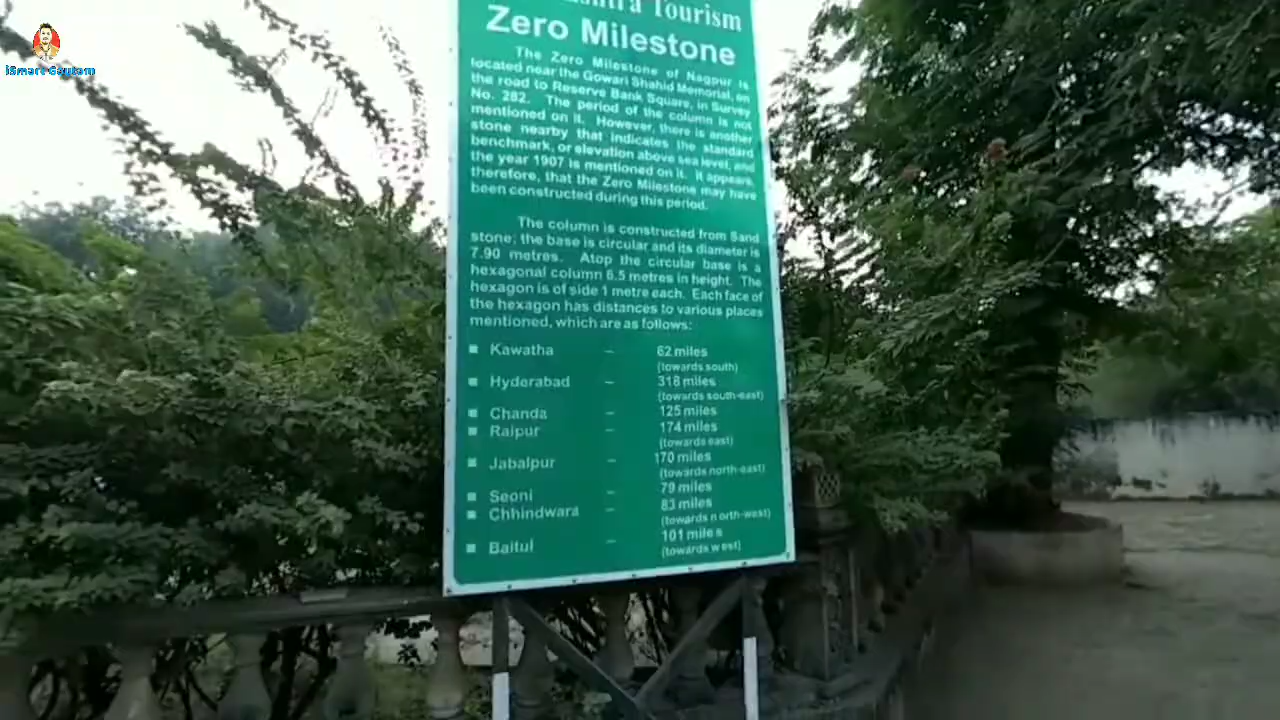 iSmart Gautam
Tourism
Zero Milestone
The Zero Milestone of Nagpur is
located near the Gowari Shahid Memorial, on
the road to Reserve Bank Square, in Survey
No. 282. The period of the column is not
mentioned on it. However, there is another
stone nearby that indicates the standard
benchmark, or elevation above sea level, and
the year 1907 is mentioned on it. It appears,
therefore, that the Zero Milestone may have
been constructed during this period.
The column is constructed from Sand
stone; the base is circular and its diameter is
7.90 metres. Atop the circular base is a
hexagonal column 6.5 metres in height. The
hexagon is of side 1 metre each. Each face of
the hexagon has distances to various places
mentioned, which are as follows:
Kawatha – 62 miles
(towards south)
Hyderabad – 318 miles
(towards south-east)
Chanda – 125 miles
Raipur – 174 miles
(towards east)
Jabalpur – 170 miles
(towards north-east)
Seoni – 79 miles
Chhindwara – 83 miles
(towards north-west)
Baitul – 101 miles
(towards west)